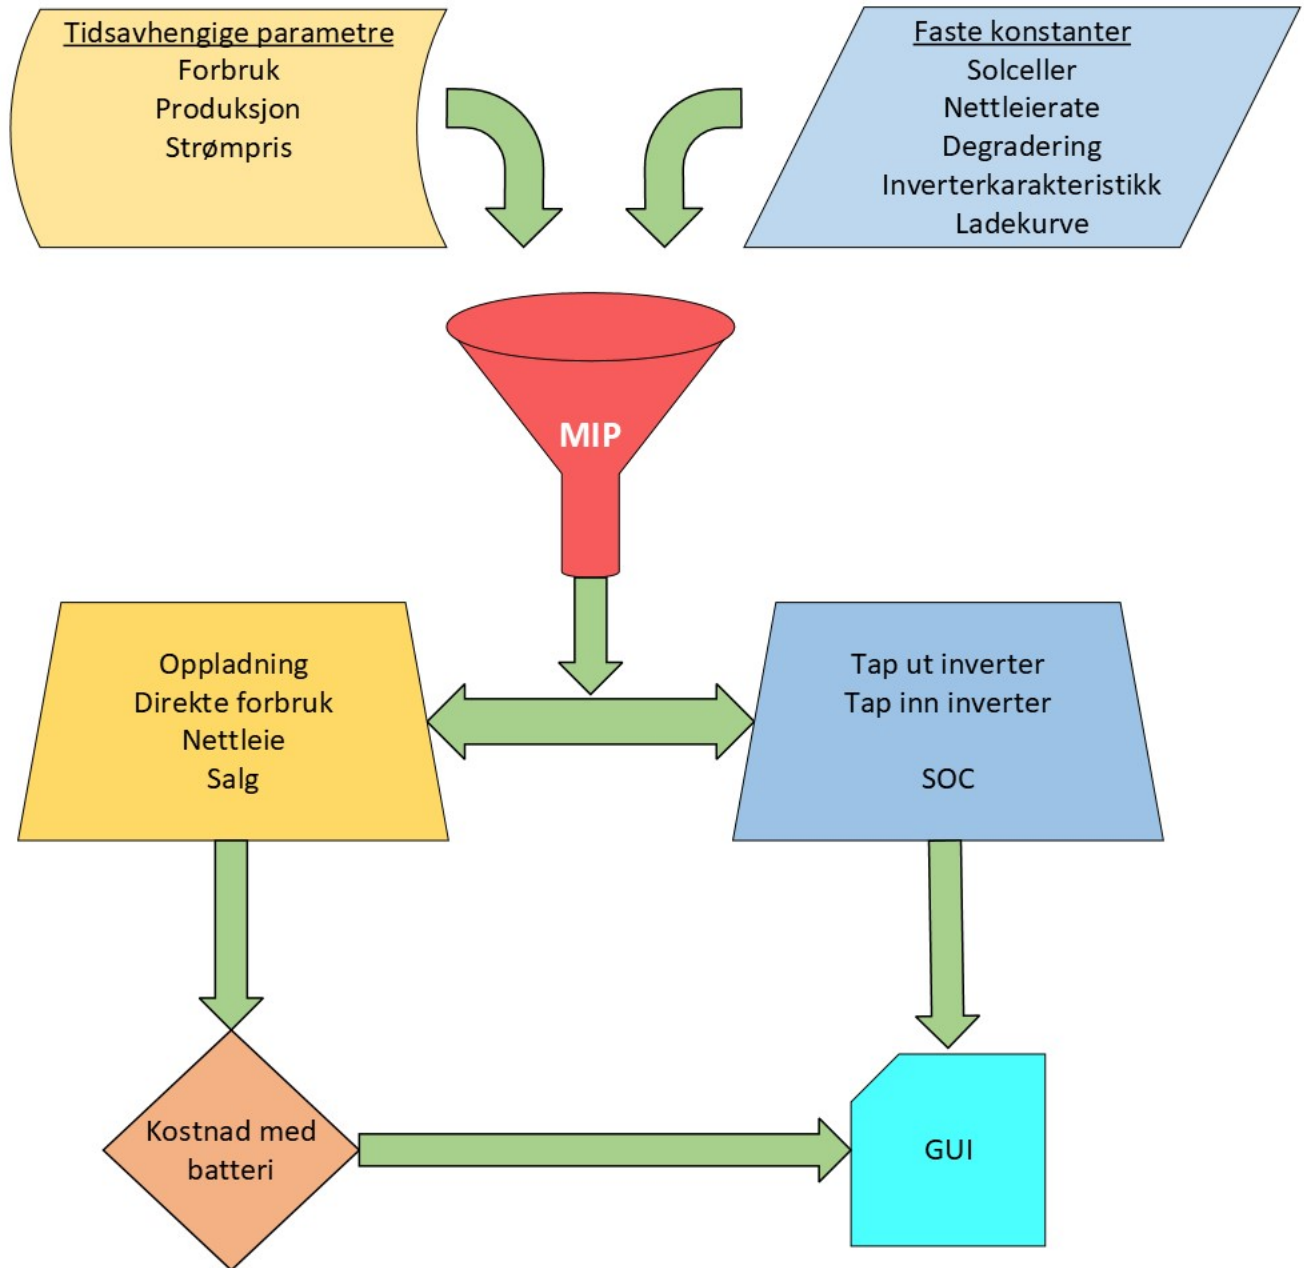 Tidsavhengige parametre
Forbruk
Produksjon
Strømpris
Faste konstanter
Solceller
Nettleierate
Degradering
Inverterkarakteristikk
Ladekurve
MIP
Oppladning
Direkte forbruk
Nettleie
Salg
Tap ut inverter
Tap inn inverter
SOC
Kostnad med
batteri
GUI